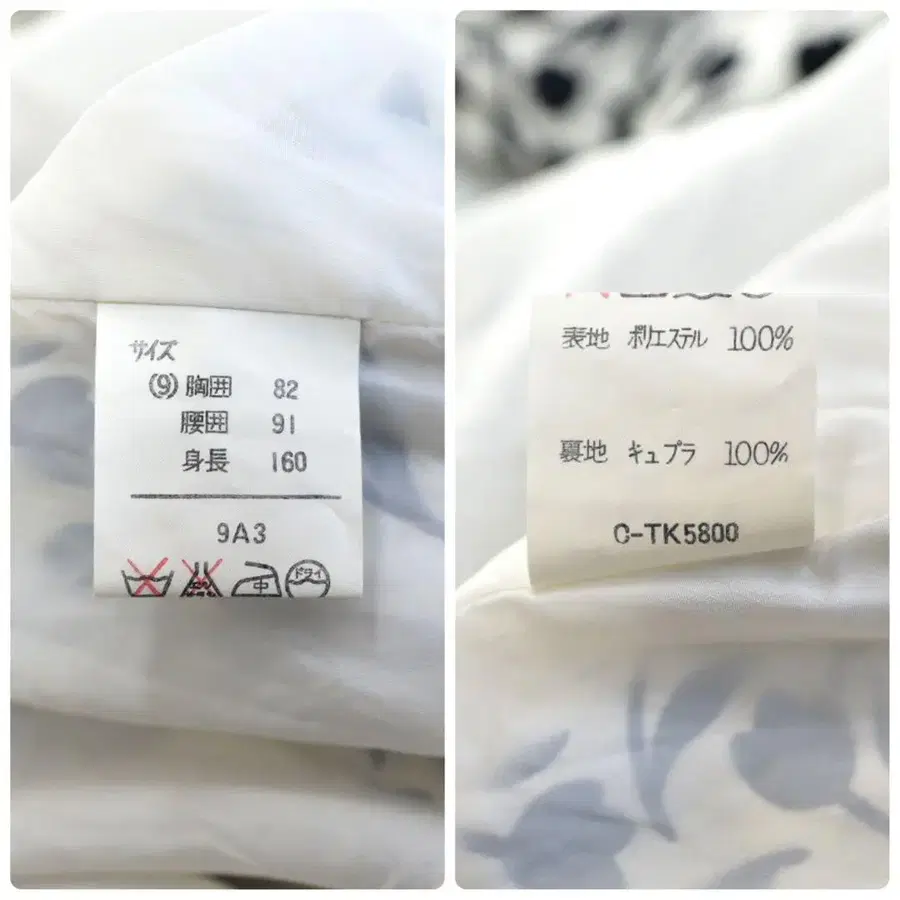 サイズ
(9) 胸囲 82
腰囲 91
身長 160
9A3
中 ドライ
表地 ポリエステル 100%
裏地 キュプラ 100%
C-TK5800